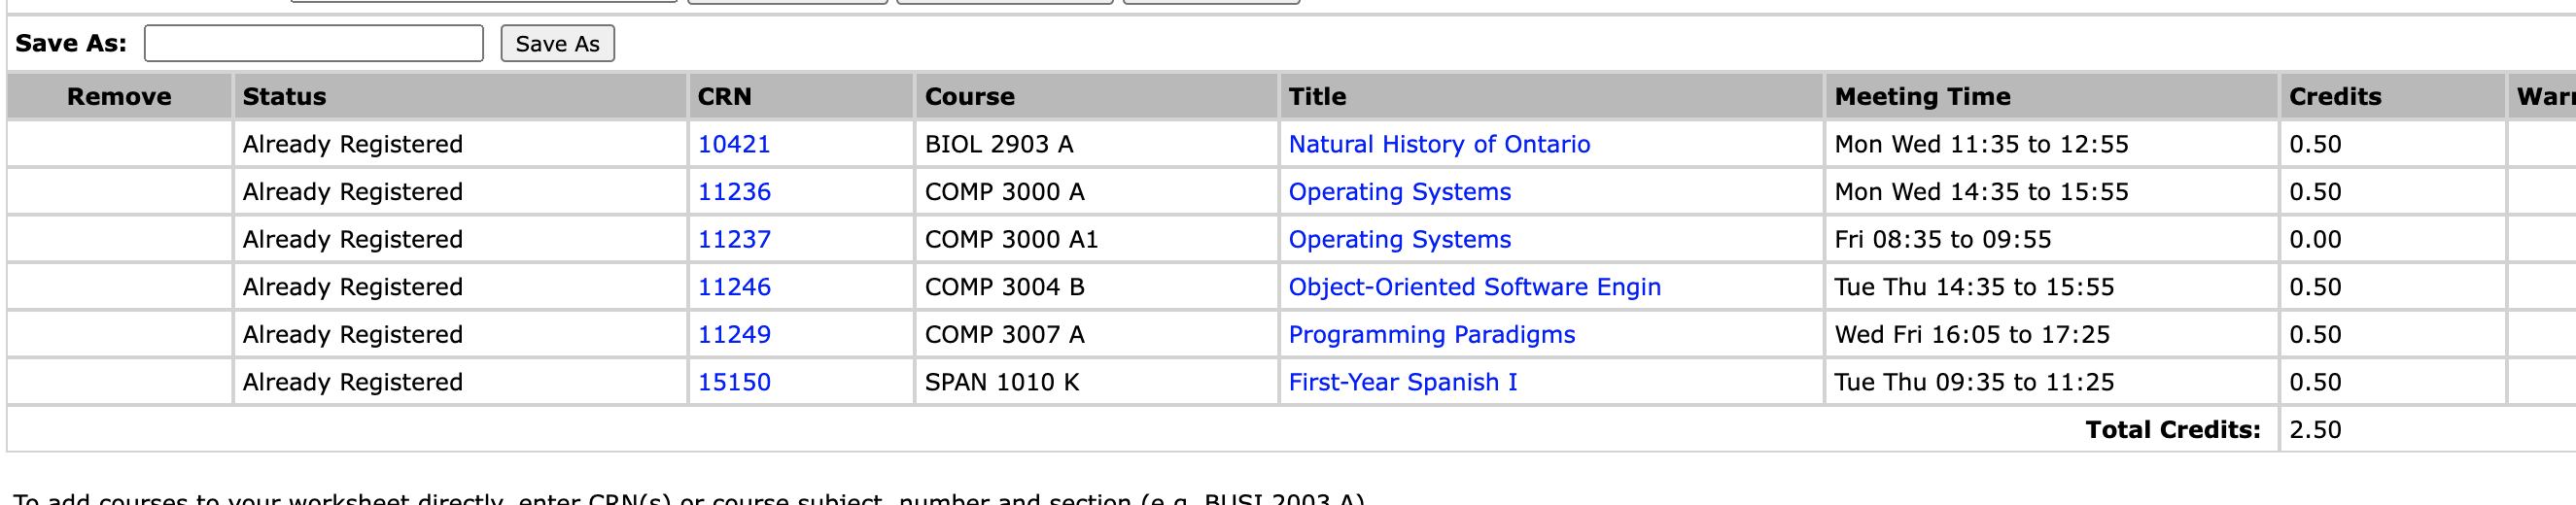 Save As: Save As
Remove Status CRN Course Title Meeting Time Credits
Already Registered 10421 BIOL 2903 A Natural History of Ontario Mon Wed 11:35 to 12:55 0.50
Already Registered 11236 COMP 3000 A Operating Systems Mon Wed 14:35 to 15:55 0.50
Already Registered 11237 COMP 3000 A1 Operating Systems Fri 08:35 to 09:55 0.00
Already Registered 11246 COMP 3004 B Object-Oriented Software Engin Tue Thu 14:35 to 15:55 0.50
Already Registered 11249 COMP 3007 A Programming Paradigms Wed Fri 16:05 to 17:25 0.50
Already Registered 15150 SPAN 1010 K First-Year Spanish I Tue Thu 09:35 to 11:25 0.50
Total Credits: 2.50
To add courses to your worksheet directly, enter CRN(s) or course subject, number and section (e.g. BUSI 2003 A)